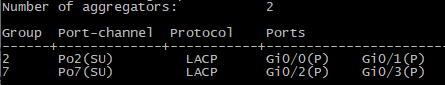 Number of aggregators:           2

Group  Port-channel  Protocol    Ports
------+-------------+-----------+-----------------------------------------------
2      Po2(SU)         LACP      Gi0/0(P)    Gi0/1(P)
7      Po7(SU)         LACP      Gi0/2(P)    Gi0/3(P)